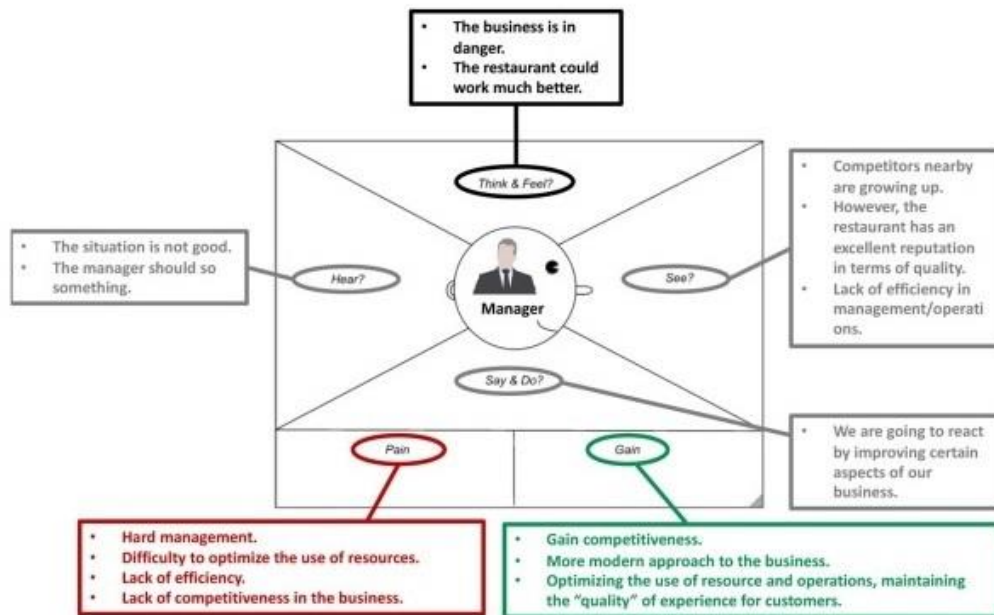 • The business is in
danger.
• The restaurant could
work much better.
Think & Feel?
• Competitors nearby
are growing up.
• However, the
restaurant has an
excellent reputation
in terms of quality.
• Lack of efficiency in
management/operati
ons.
• The situation is not good.
• The manager should so
something.
Hear?
Manager
See?
Say & Do?
• We are going to react
by improving certain
aspects of our
business.
Pain
Gain
• Hard management.
• Difficulty to optimize the use of resources.
• Lack of efficiency.
• Lack of competitiveness in the business.
• Gain competitiveness.
• More modern approach to the business.
• Optimizing the use of resource and operations, maintaining
the “quality” of experience for customers.